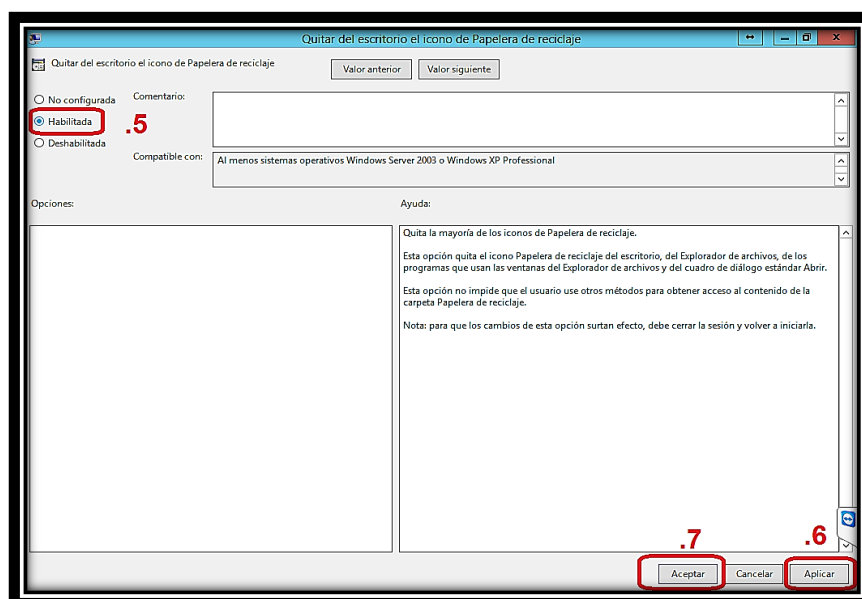 Quitar del escritorio el icono de Papelera de reciclaje
Quitar del escritorio el icono de Papelera de reciclaje
Valor anterior
Valor siguiente
No configurada
Comentario:
Habilitada
.5
Deshabilitada
Compatible con:
Al menos sistemas operativos Windows Server 2003 o Windows XP Professional
Opciones:
Ayuda:
Quita la mayoría de los iconos de Papelera de reciclaje.
Esta opción quita el icono Papelera de reciclaje del escritorio, del Explorador de archivos, de los
programas que usan las ventanas del Explorador de archivos y del cuadro de diálogo estándar Abrir.
Esta opción no impide que el usuario use otros métodos para obtener acceso al contenido de la
carpeta Papelera de reciclaje.
Nota: para que los cambios de esta opción surtan efecto, debe cerrar la sesión y volver a iniciarla.
.7
.6
Aceptar
Cancelar
Aplicar